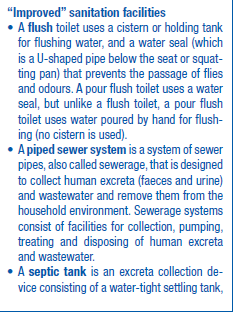 “Improved” sanitation facilities
• A flush toilet uses a cistern or holding tank
for flushing water, and a water seal (which
is a U-shaped pipe below the seat or squat-
ting pan) that prevents the passage of flies
and odours. A pour flush toilet uses a water
seal, but unlike a flush toilet, a pour flush
toilet uses water poured by hand for flush-
ing (no cistern is used).
• A piped sewer system is a system of sewer
pipes, also called sewerage, that is designed
to collect human excreta (faeces and urine)
and wastewater and remove them from the
household environment. Sewerage systems
consist of facilities for collection, pumping,
treating and disposing of human excreta
and wastewater.
• A septic tank is an excreta collection de-
vice consisting of a water-tight settling tank,